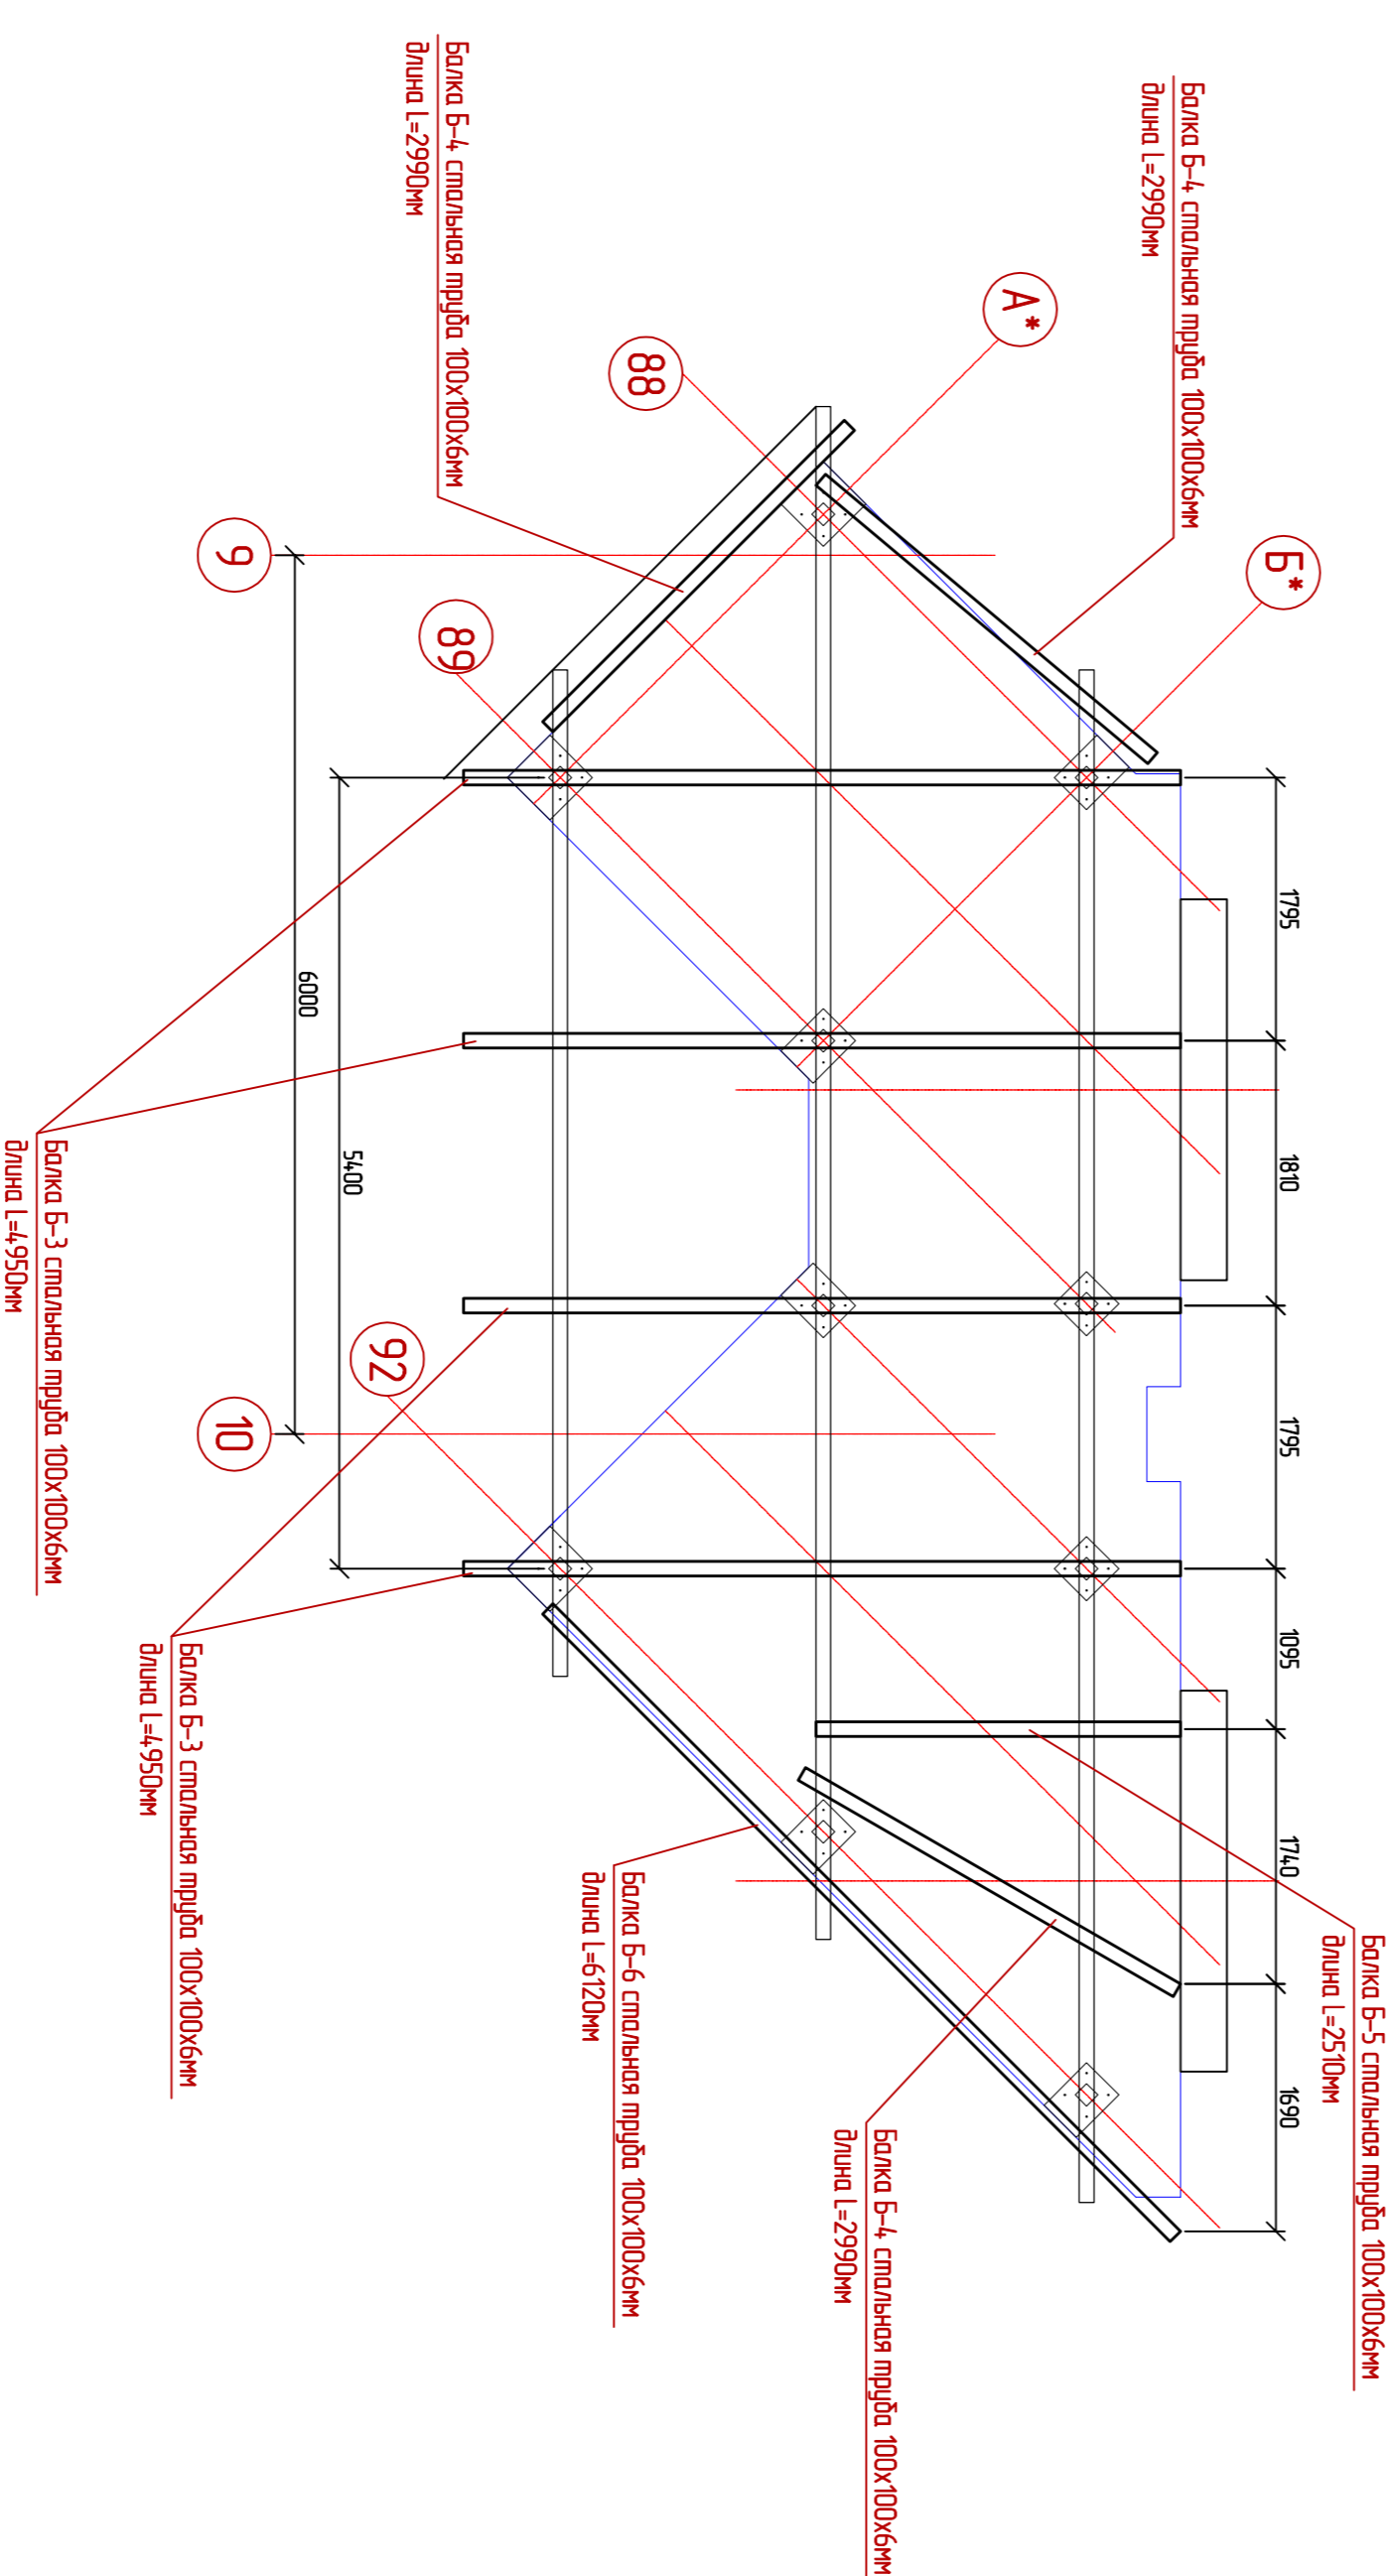 Балка Б-5 стальная труба 100х100х6мм
длина L=2510мм
1795
1810
1795
1095
1740
1690
Б*
Балка Б-4 стальная труба 100х100х6мм
длина L=2990мм
А*
Балка Б-4 стальная труба 100х100х6мм
длина L=2990мм
88
Балка Б-6 стальная труба 100х100х6мм
длина L=6120мм
Балка Б-4 стальная труба 100х100х6мм
длина L=2990мм
89
92
5400
6000
9
10
Балка Б-3 стальная труба 100х100х6мм
длина L=4950мм
Балка Б-3 стальная труба 100х100х6мм
длина L=4950мм